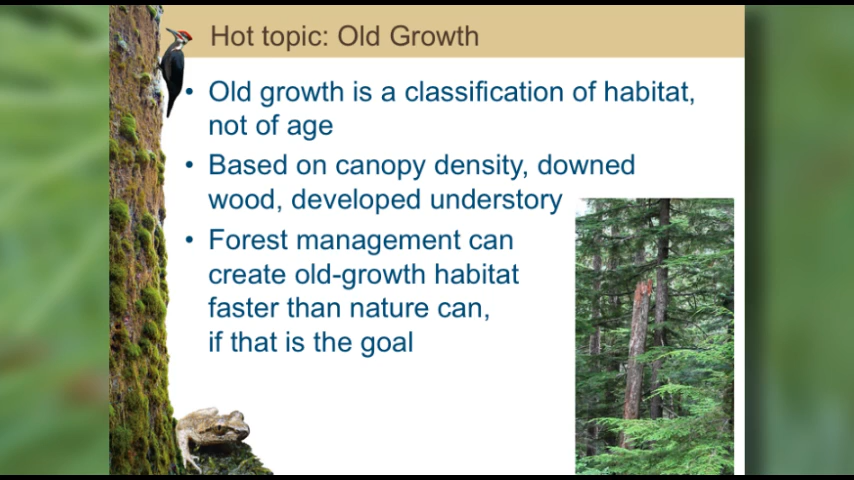 Hot topic: Old Growth
• Old growth is a classification of habitat,
not of age
• Based on canopy density, downed
wood, developed understory
• Forest management can
create old-growth habitat
faster than nature can,
if that is the goal